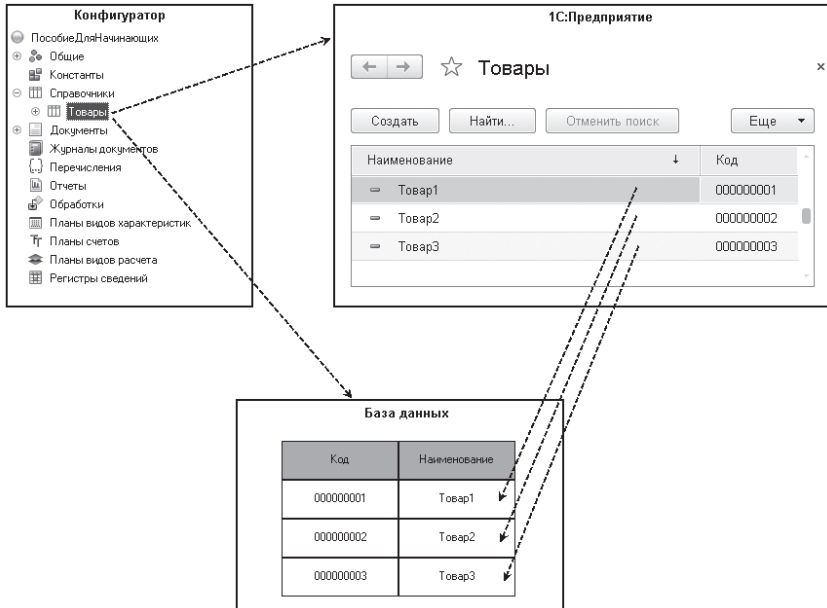 Конфигуратор
ПособиеДляНачинающих
Общие
Константы
Справочники
Товары
Документы
Журналы документов
Перечисления
Отчеты
Обработки
Планы видов характеристик
Планы счетов
Планы видов расчета
Регистры сведений
1С:Предприятие
Товары
Создать Найти... Отменить поиск Еще
Наименование Код
Товар1 000000001
Товар2 000000002
Товар3 000000003
База данных
Код Наименование
000000001 Товар1
000000002 Товар2
000000003 Товар3